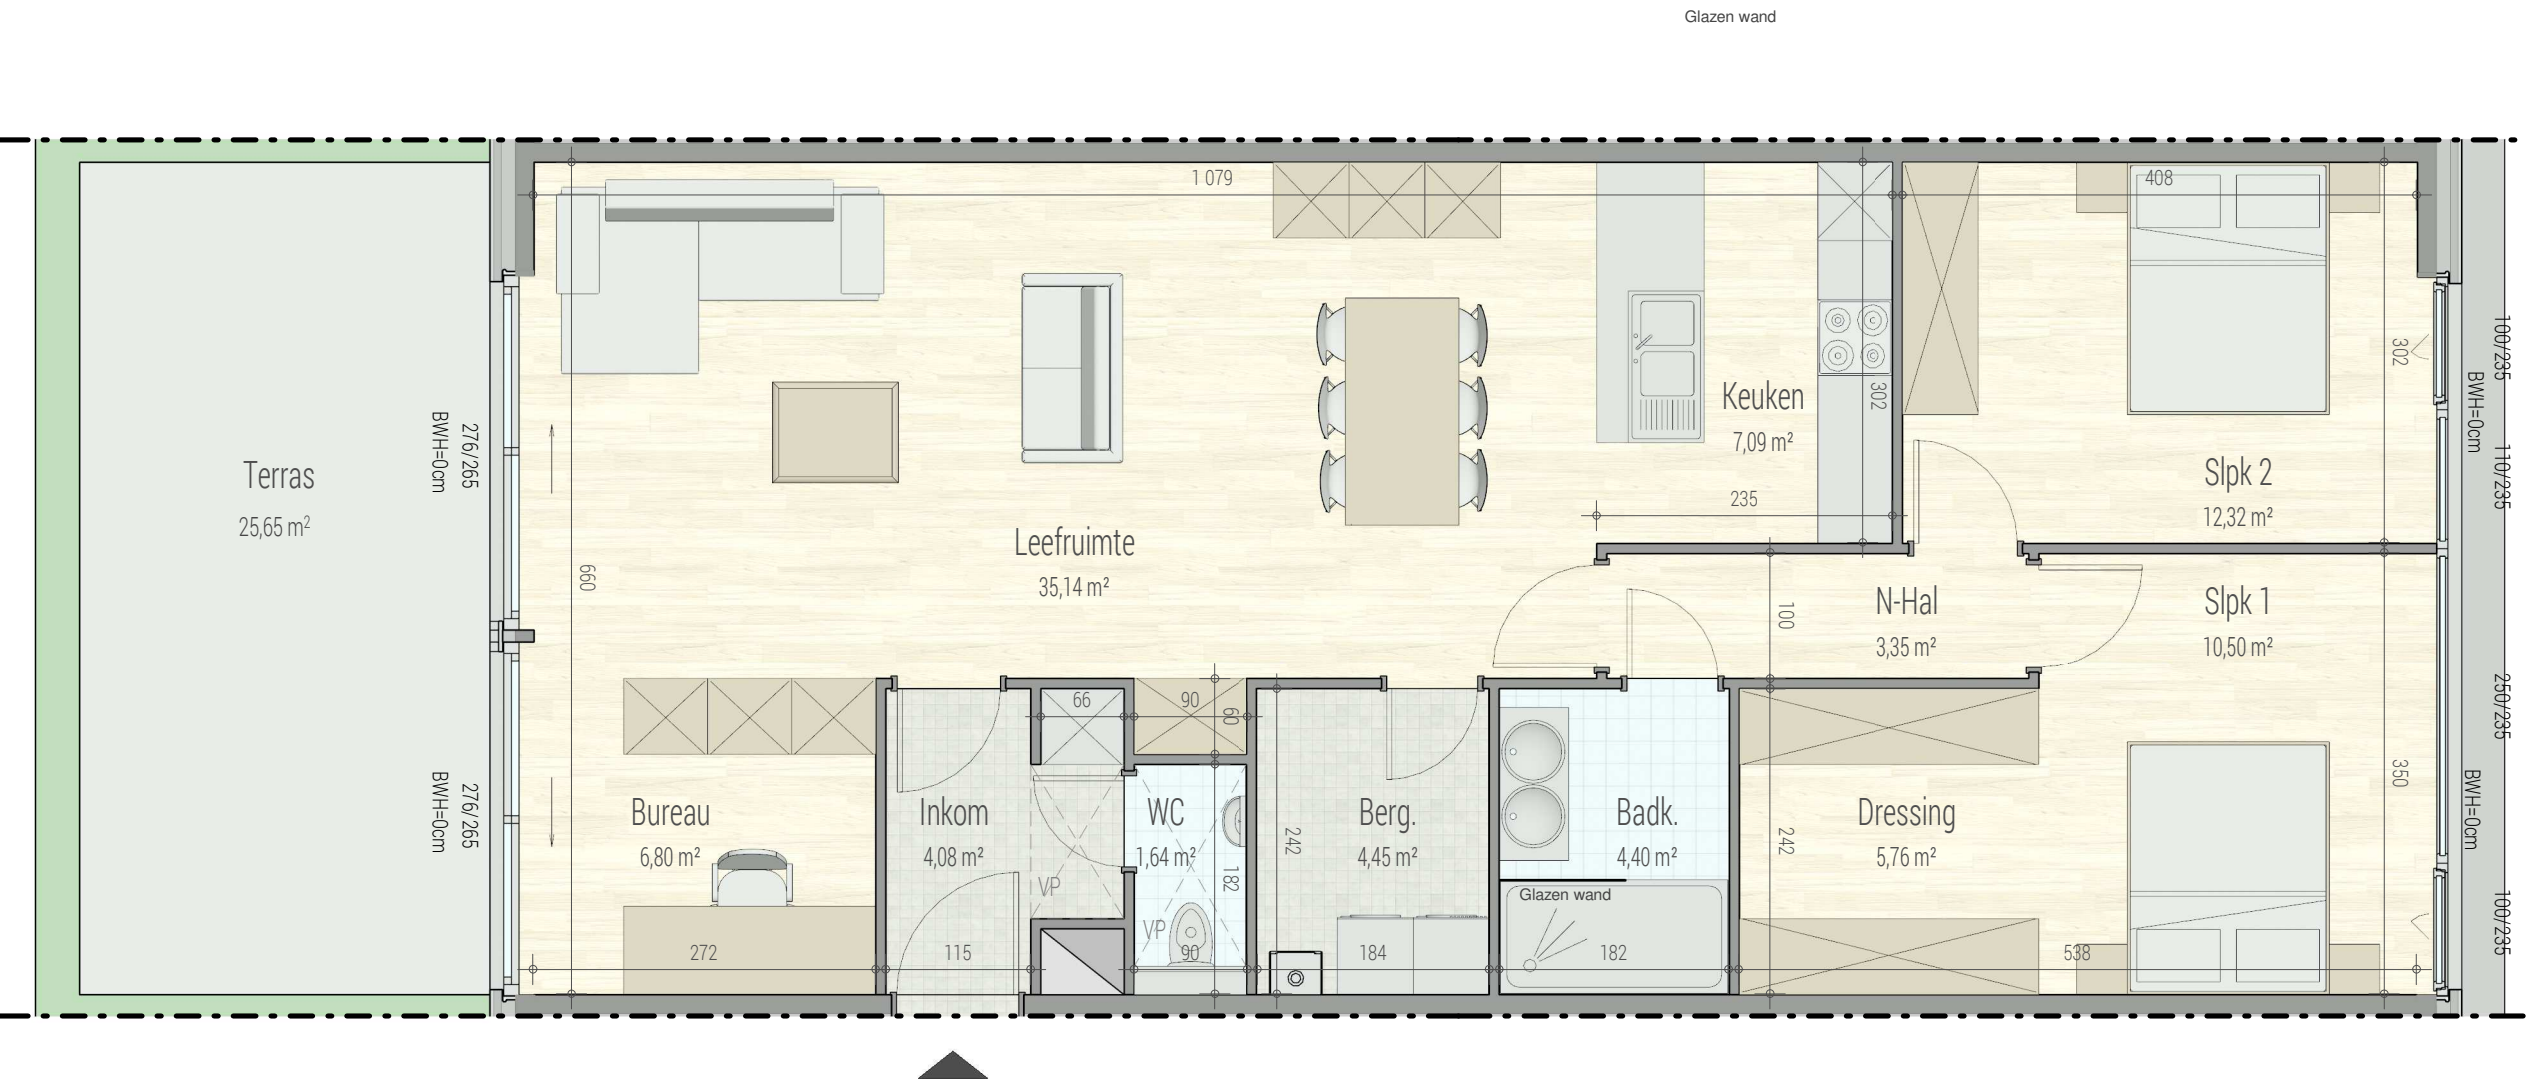 Glazen wand
1 079
408
100/235
302
BWH=0cm
302
Keuken
7,09 m²
276/265
BWH=0cm
110/235
Terras
25,65 m²
Slpk 2
12,32 m²
235
Leefruimte
35,14 m²
660
N-Hal
3,35 m²
100
Slpk 1
10,50 m²
250/235
66
90
60
350
276/265
BWH=0cm
BWH=0cm
Bureau
6,80 m²
Inkom
4,08 m²
WC
1,64 m²
Berg.
4,45 m²
242
Badk.
4,40 m²
242
Dressing
5,76 m²
182
VP
VP
Glazen wand
100/235
272
115
90
184
182
538